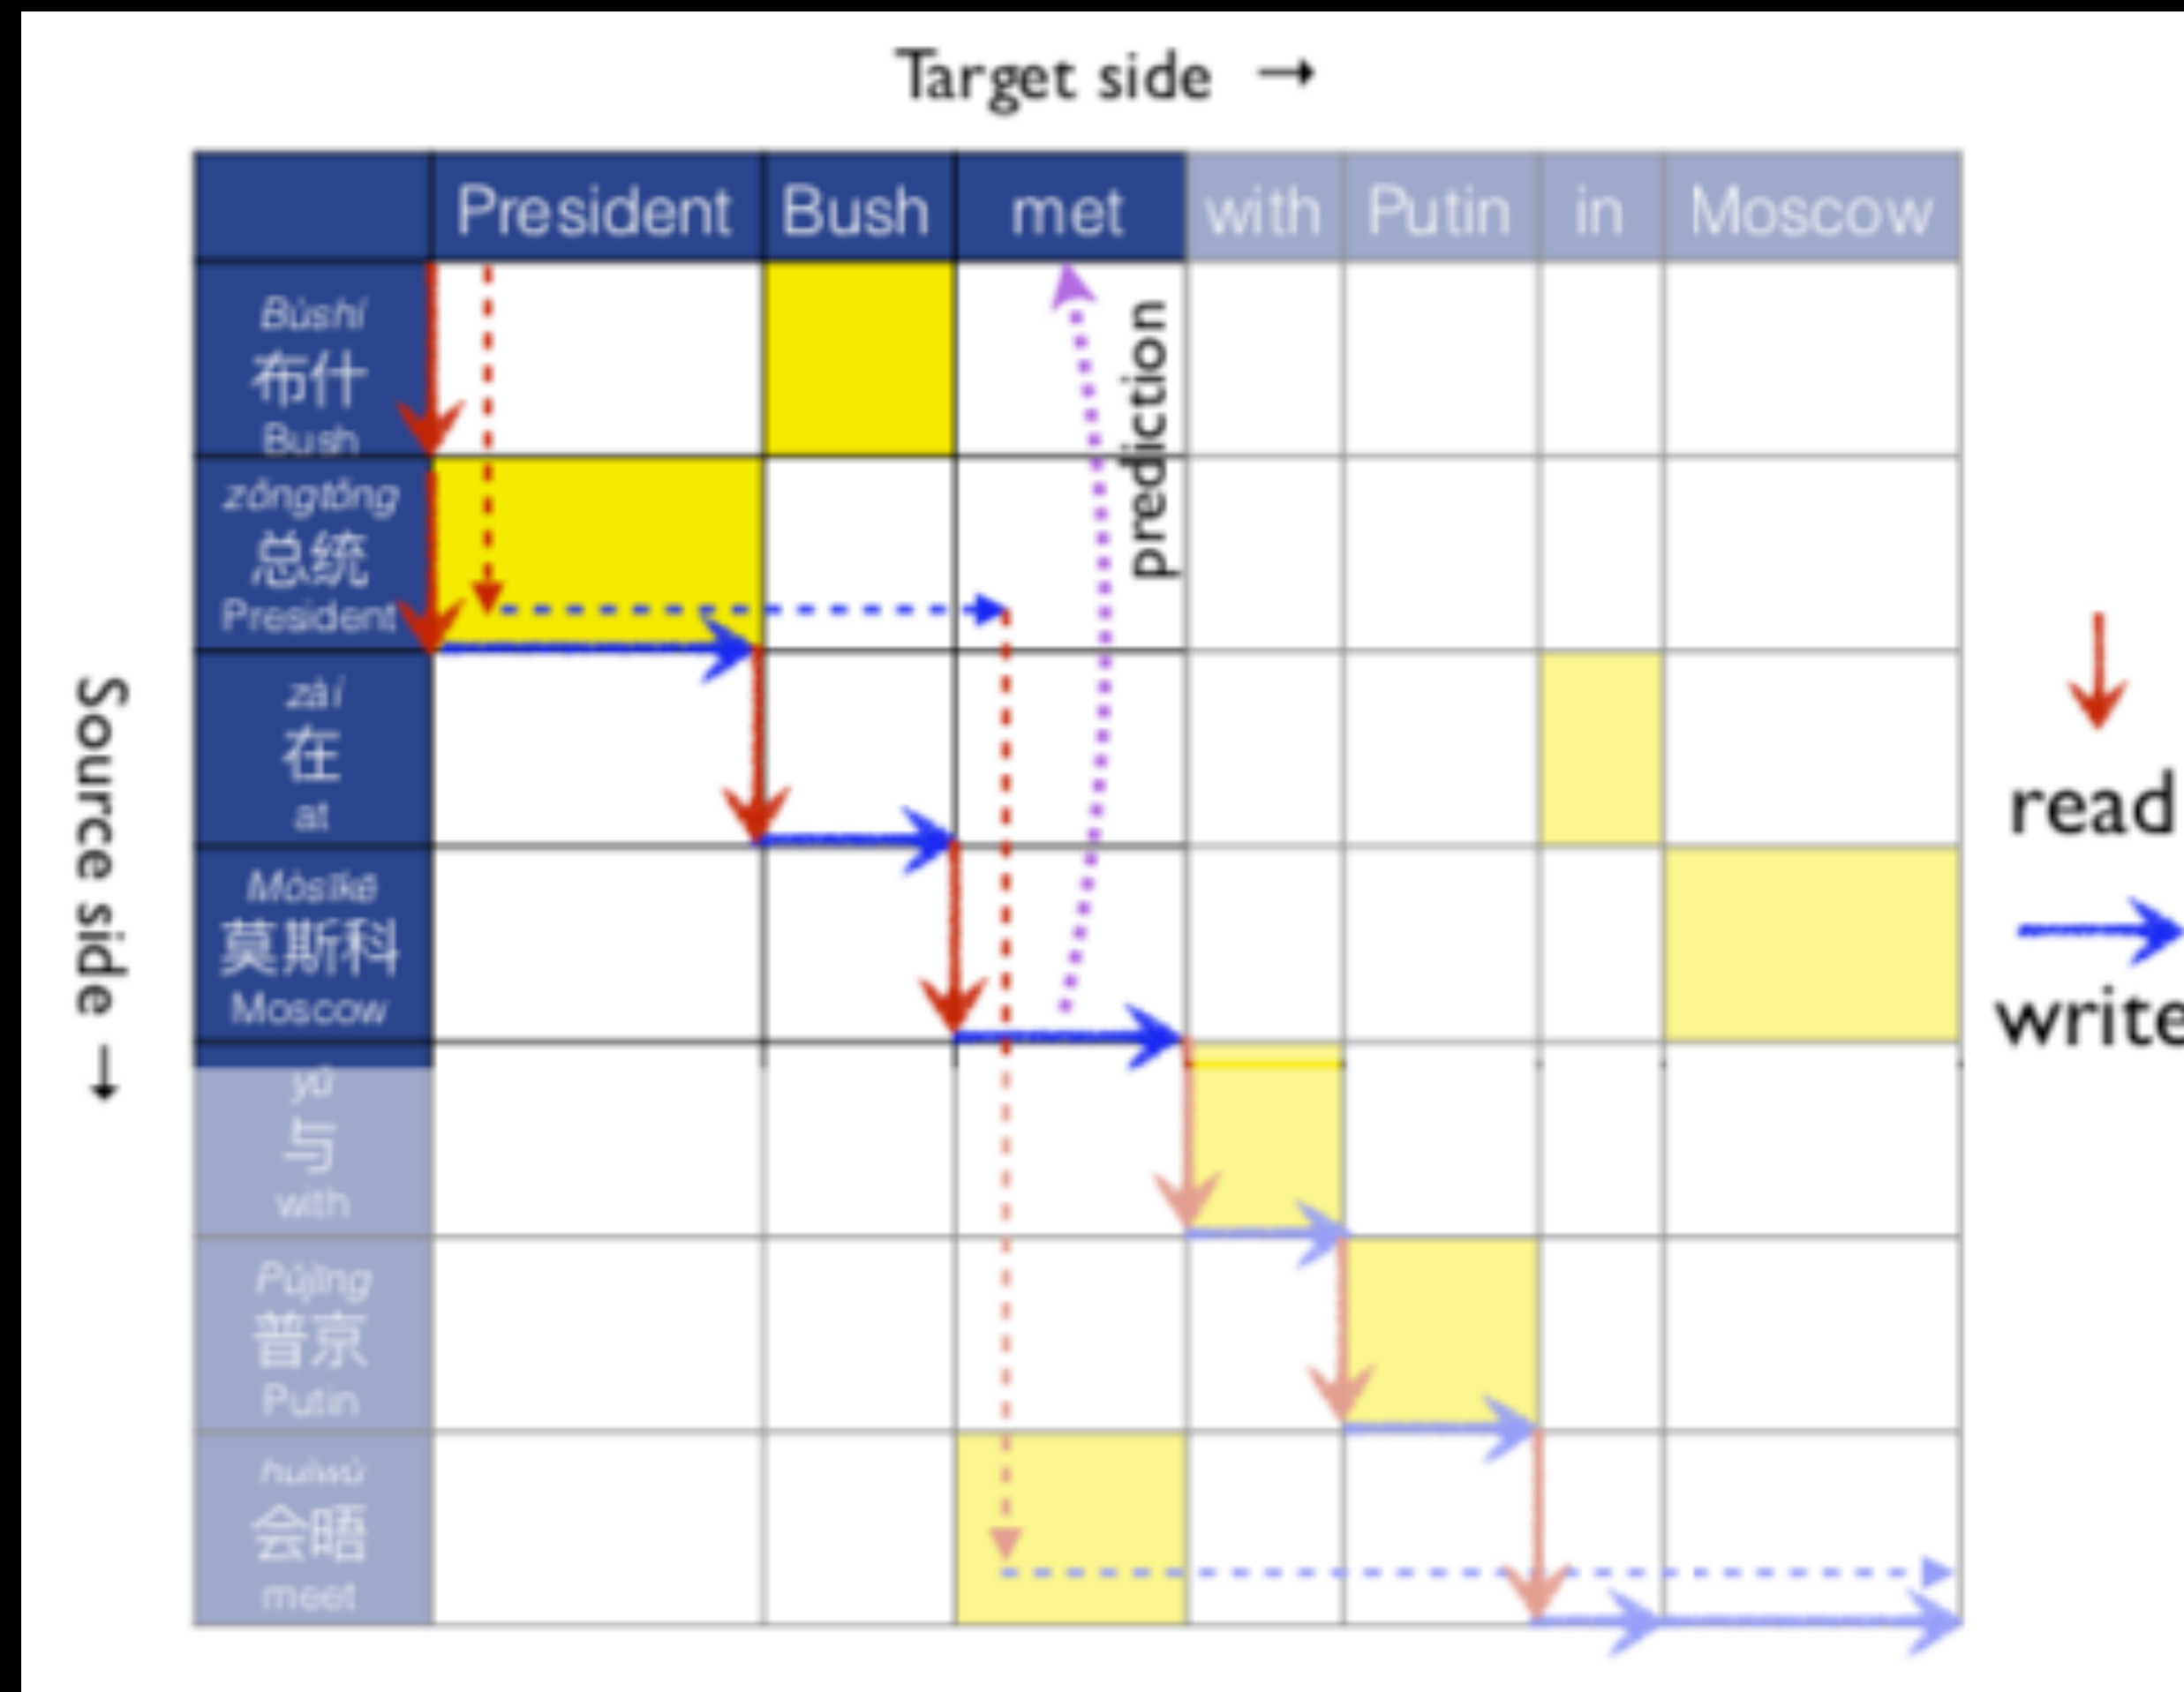 Target side →
President Bush met with Putin in Moscow
Bùshí
布什
Bush
zǒngtǒng
总统
President
zài
在
at
Mòsīkē
莫斯科
Moscow
yǔ
与
with
Pǔjīng
普京
Putin
huìwù
会晤
meet
prediction
Source side →
read
write